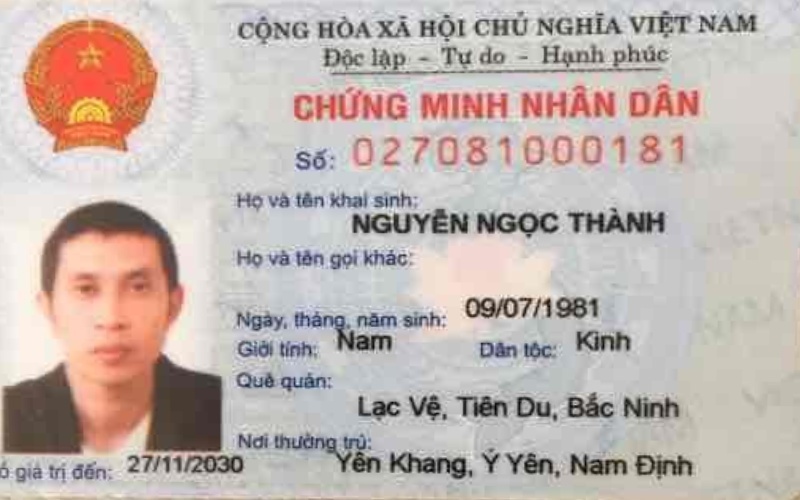 CỘNG HÒA XÃ HỘI CHỦ NGHĨA VIỆT NAM
Độc lập - Tự do - Hạnh phúc
CHỨNG MINH NHÂN DÂN
Số: 027081000181
Họ và tên khai sinh:
NGUYỄN NGỌC THÀNH
Họ và tên gọi khác:
Ngày, tháng, năm sinh: 09/07/1981
Giới tính: Nam Dân tộc: Kinh
Quê quán:
Lạc Vệ, Tiên Du, Bắc Ninh
Nơi thường trú:
Yên Khang, Ý Yên, Nam Định
ó giá trị đến: 27/11/2030